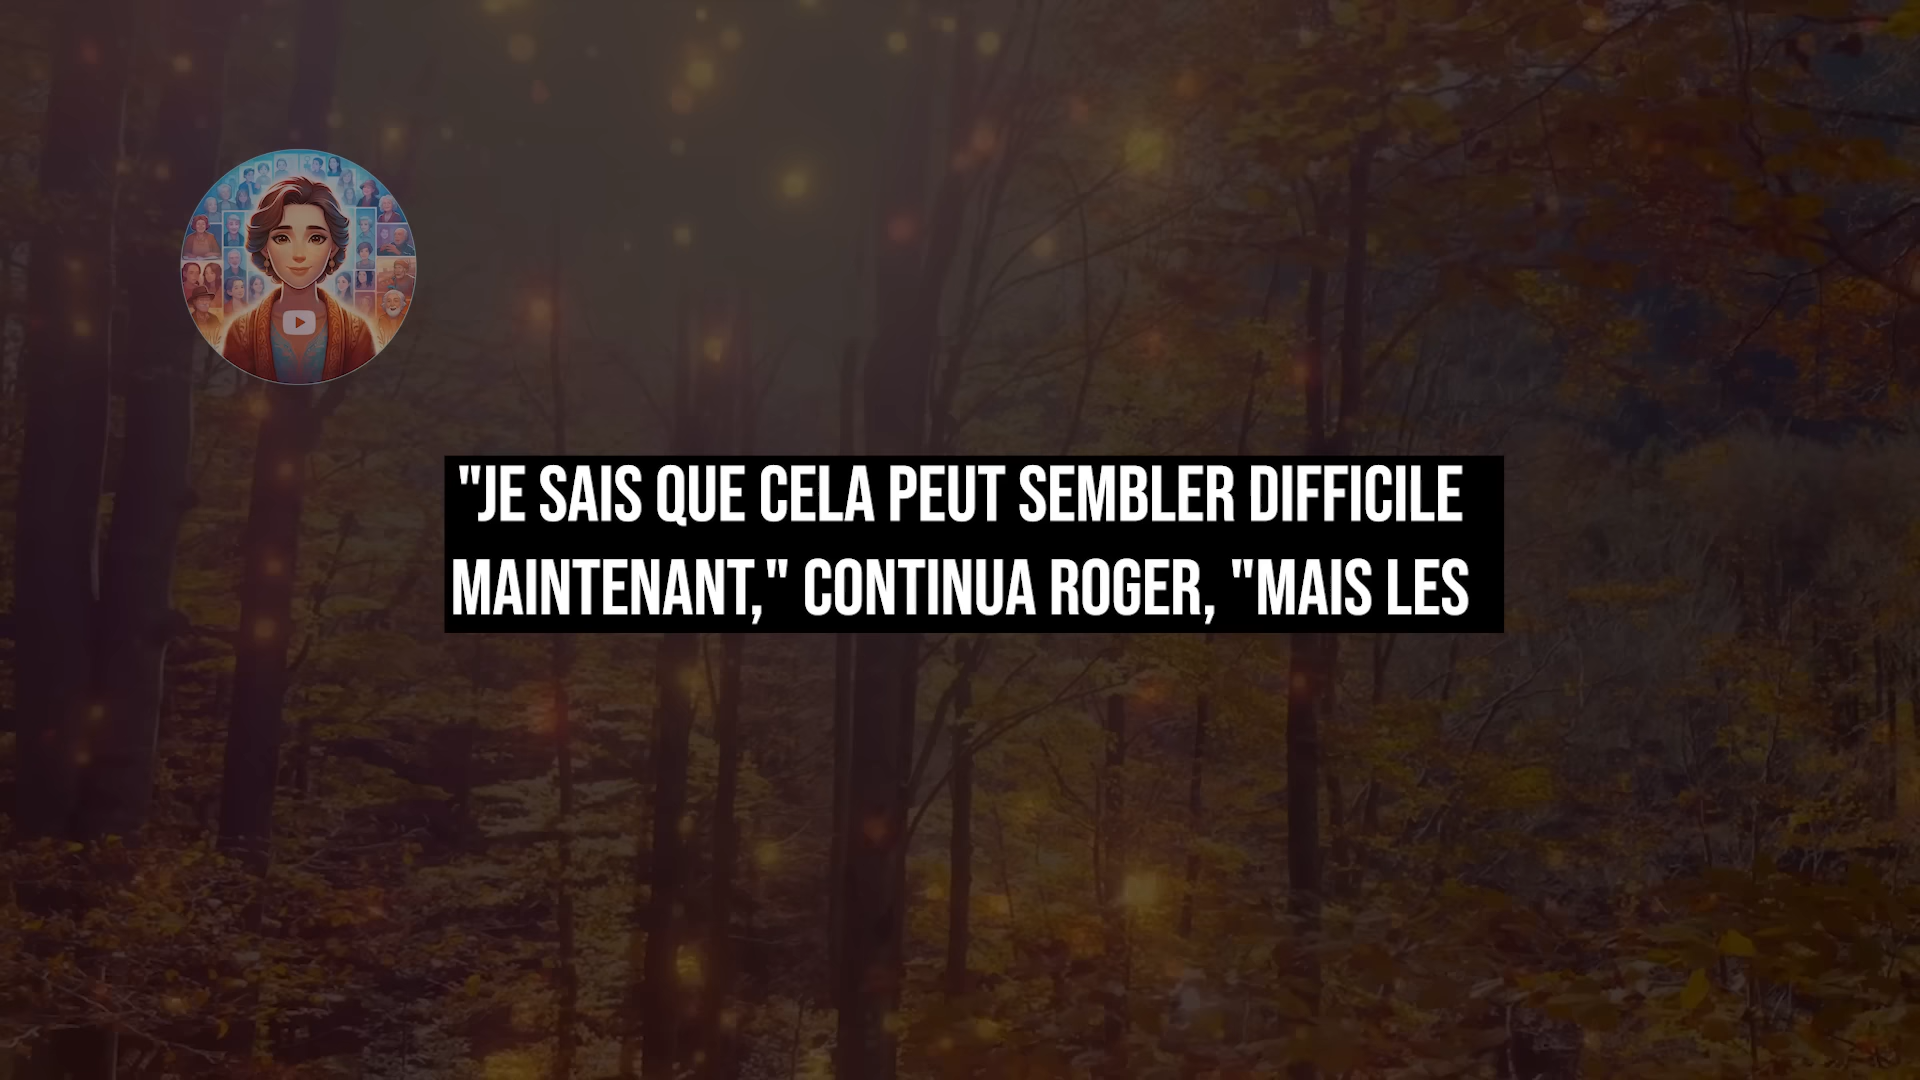 "JE SAIS QUE CELA PEUT SEMBLER DIFFICILE
MAINTENANT," CONTINUA ROGER, "MAIS LES